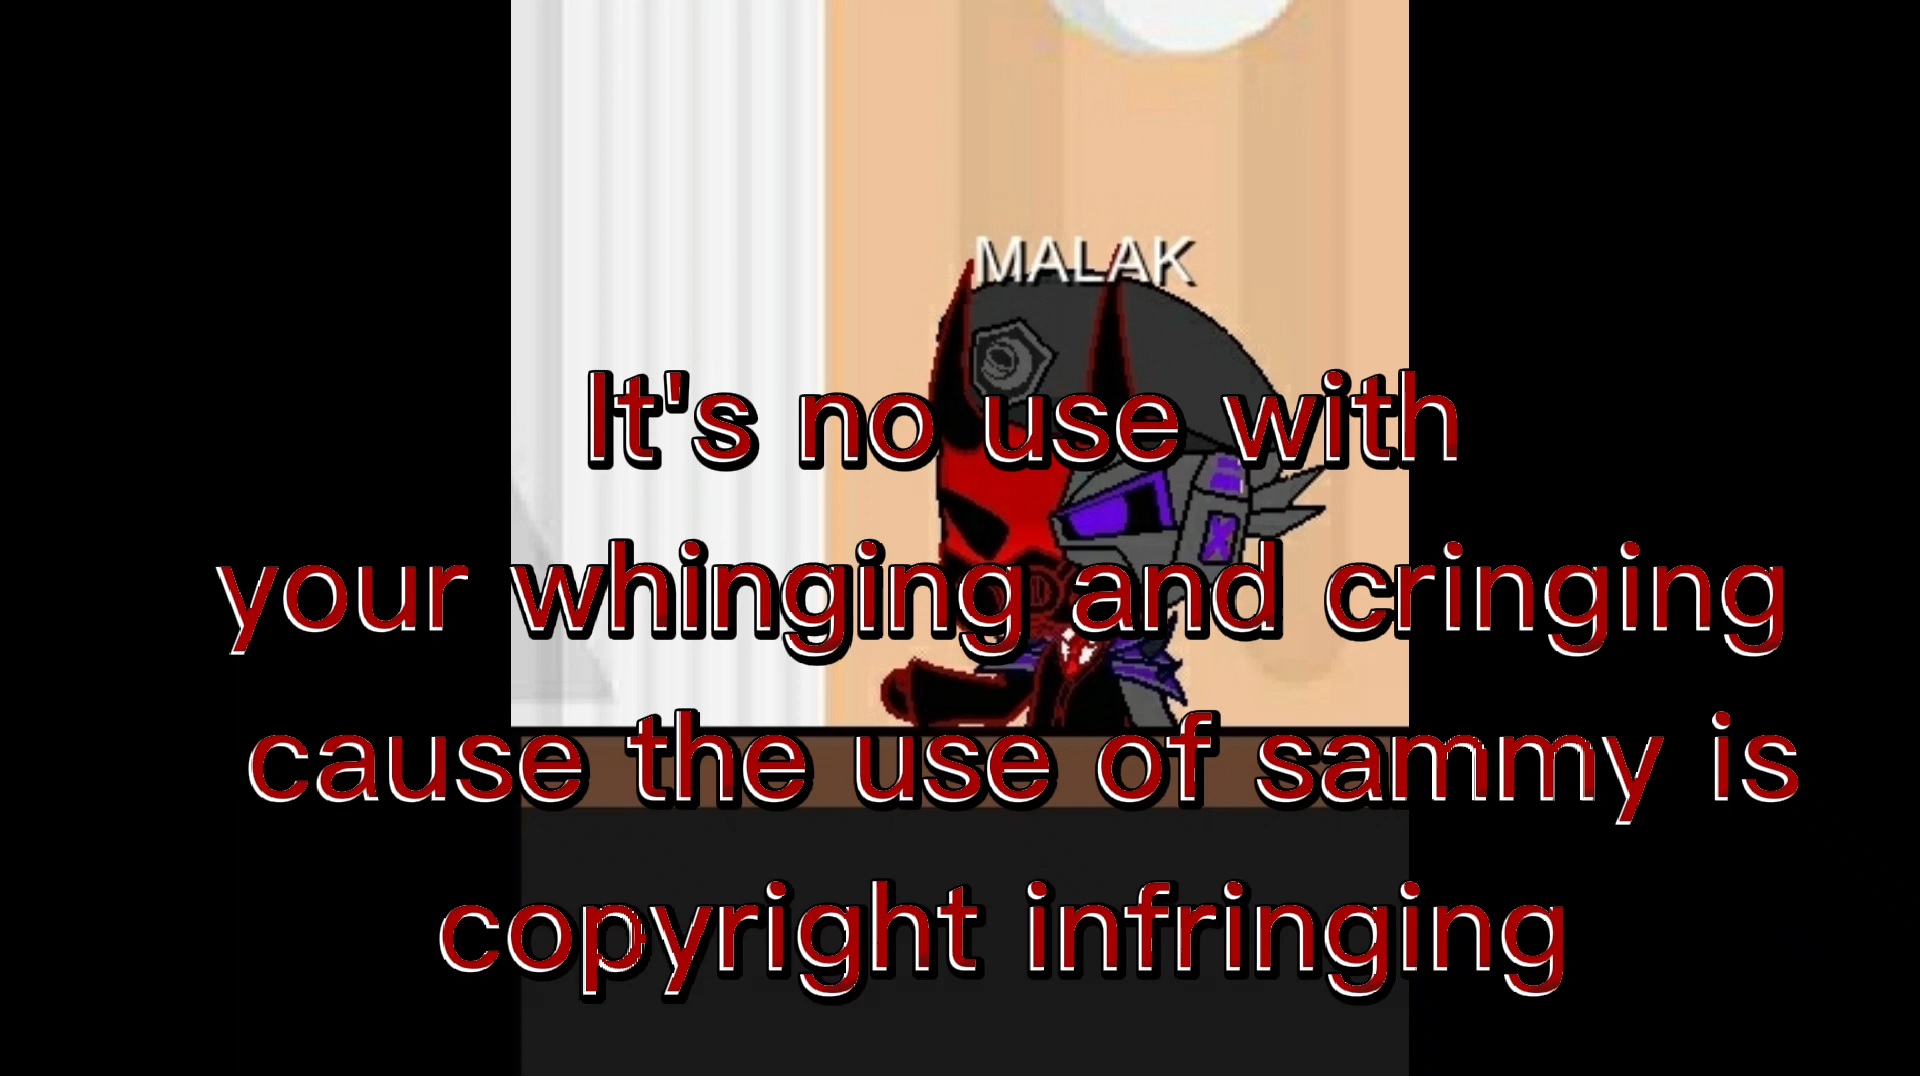 MALAK
It's no use with
your whinging and cringing
cause the use of sammy is
copyright infringing